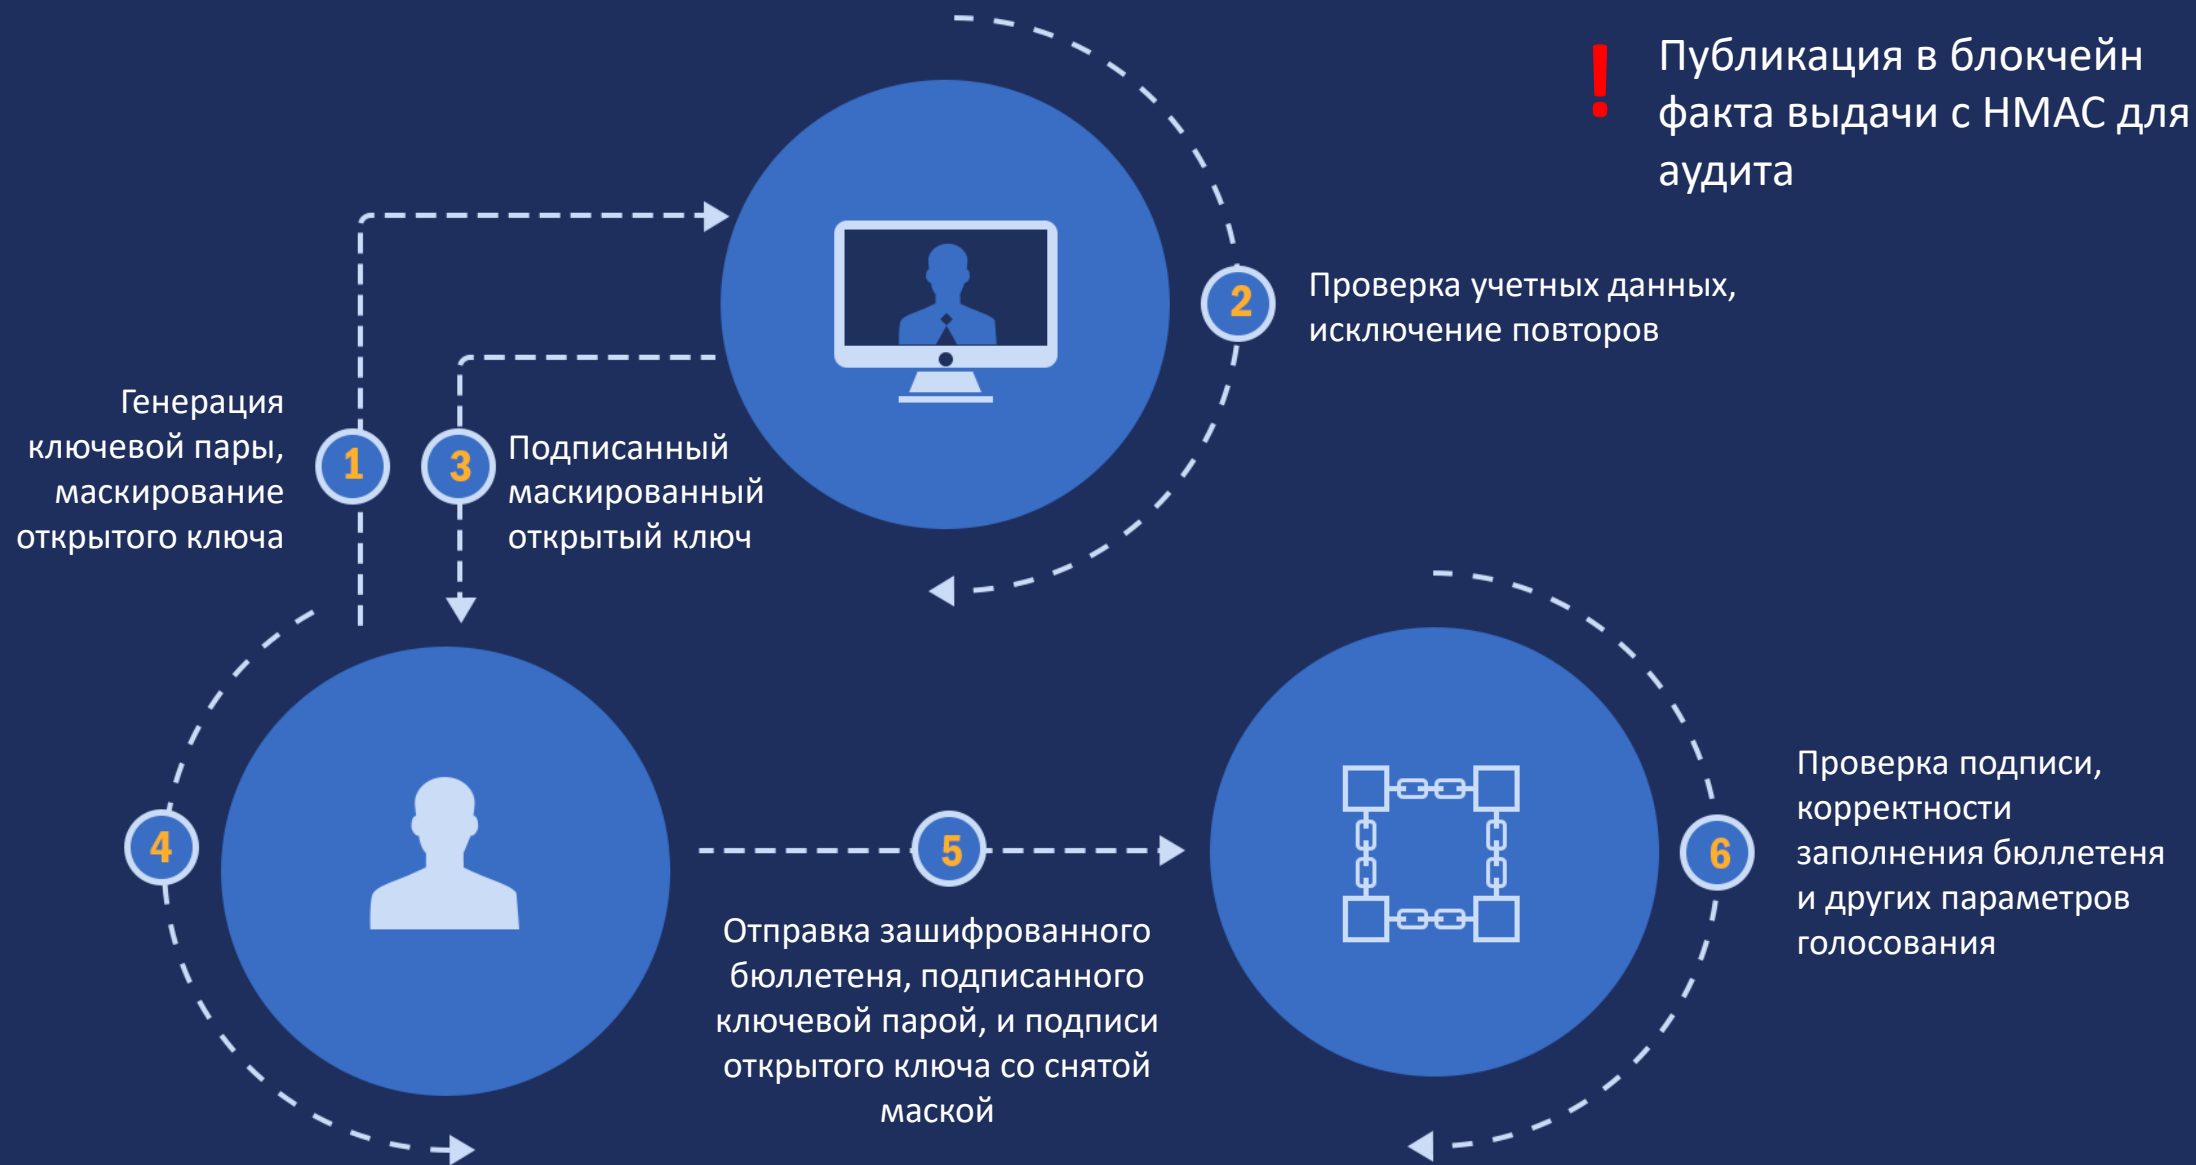 !
Публикация в блокчейн
факта выдачи с HMAC для
аудита
2
Проверка учетных данных,
исключение повторов
Генерация
ключевой пары,
маскирование
открытого ключа
1
3
Подписанный
маскированный
открытый ключ
4
5
Отправка зашифрованного
бюллетеня, подписанного
ключевой парой, и подписи
открытого ключа со снятой
маской
6
Проверка подписи,
корректности
заполнения бюллетеня
и других параметров
голосования